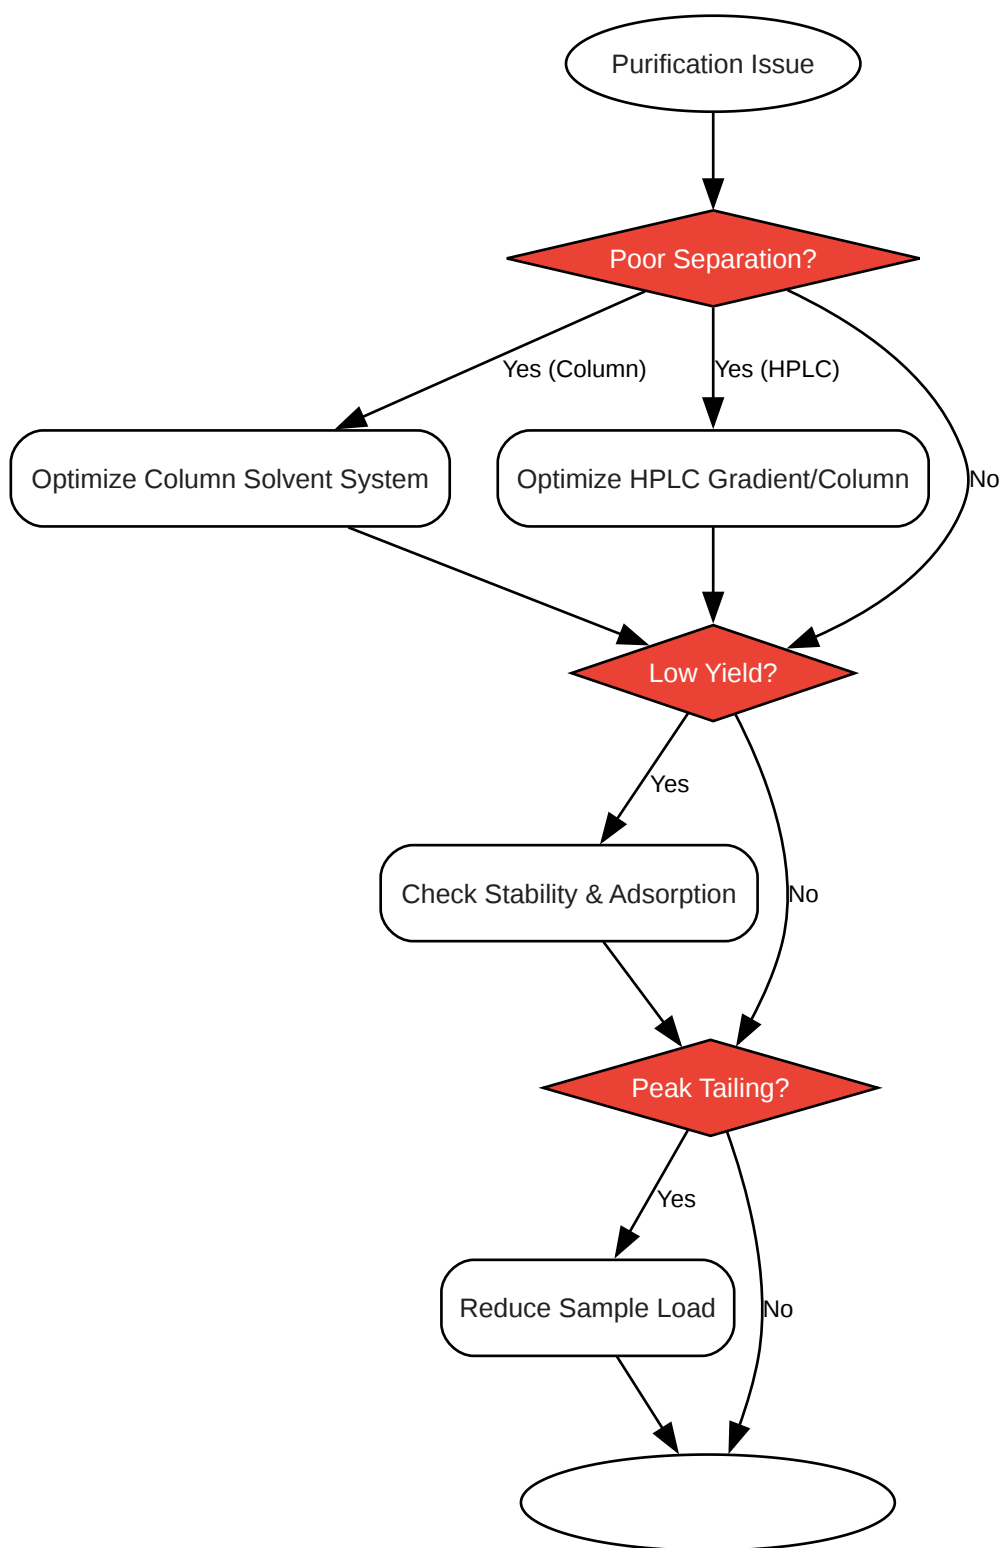 Purification Issue
Poor Separation?
Yes (Column)
Yes (HPLC)
Optimize Column Solvent System
Optimize HPLC Gradient/Column
No
Low Yield?
Yes
Check Stability & Adsorption
No
Peak Tailing?
Yes
Reduce Sample Load
No